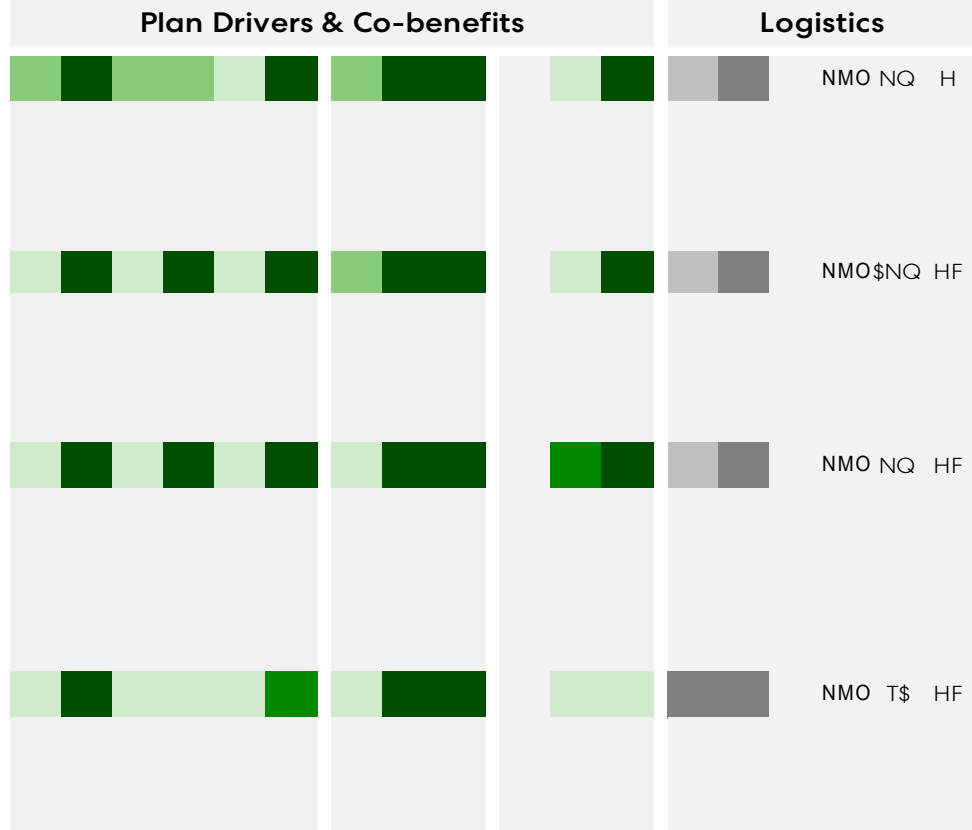 Plan Drivers & Co-benefits Logistics
NMO NQ H
NMO $NQ HF
NMO NQ HF
NMO T$ HF